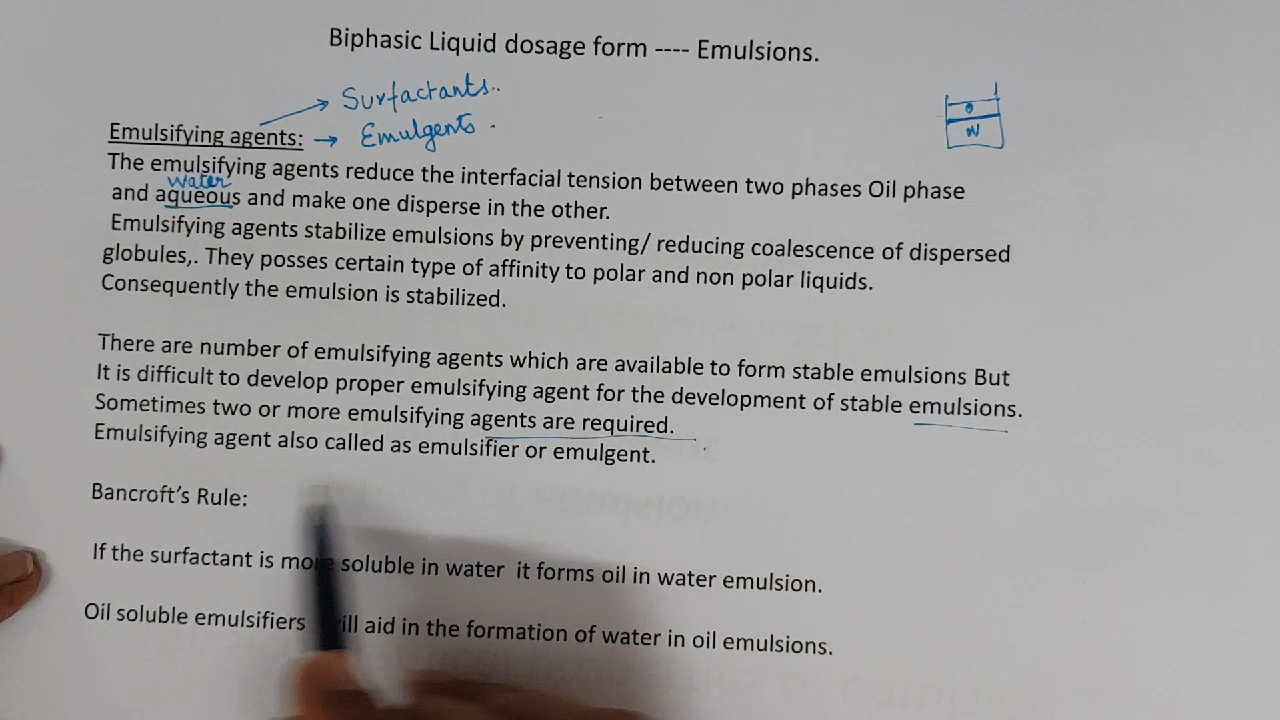 Biphasic Liquid dosage form ---- Emulsions.
Surfactants..
Emulsifying agents: → Emulgents .
O
W
The emulsifying agents reduce the interfacial tension between two phases Oil phase
water
and aqueous and make one disperse in the other.
Emulsifying agents stabilize emulsions by preventing/ reducing coalescence of dispersed
globules,. They posses certain type of affinity to polar and non polar liquids.
Consequently the emulsion is stabilized.
There are number of emulsifying agents which are available to form stable emulsions But
It is difficult to develop proper emulsifying agent for the development of stable emulsions.
Sometimes two or more emulsifying agents are required.
Emulsifying agent also called as emulsifier or emulgent.
Bancroft's Rule:
If the surfactant is more soluble in water it forms oil in water emulsion.
Oil soluble emulsifiers will aid in the formation of water in oil emulsions.